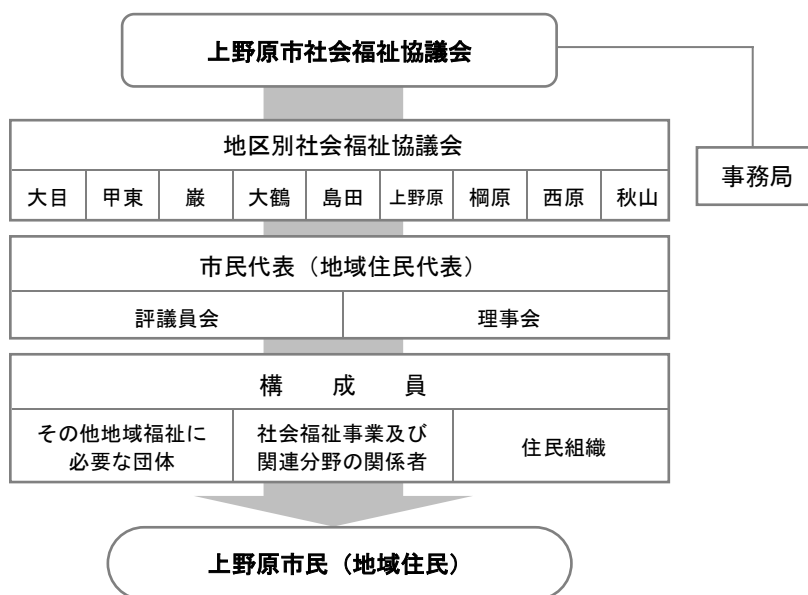 上野原市社会福祉協議会
地区別社会福祉協議会
事務局
大目 甲東 巌 大鶴 島田 上野原 棡原 西原 秋山
市民代表（地域住民代表）
評議員会 理事会
構成員
その他地域福祉に
必要な団体
社会福祉事業及び
関連分野の関係者
住民組織
上野原市民（地域住民）